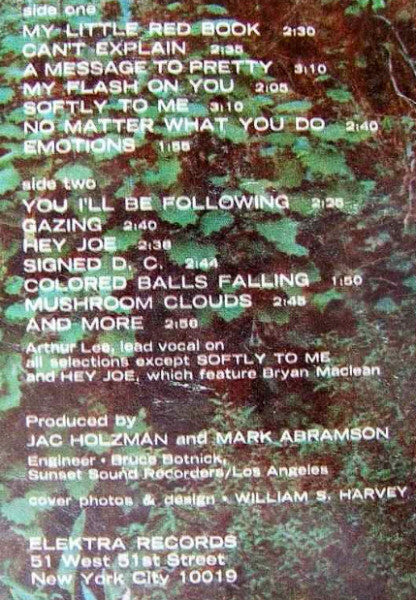 side one
MY LITTLE RED BOOK 2:30
CAN'T EXPLAIN 2:35
A MESSAGE TO PRETTY 3:10
MY FLASH ON YOU 2:05
SOFTLY TO ME 3:10
NO MATTER WHAT YOU DO 2:40
EMOTIONS 1:55
side two
YOU I'LL BE FOLLOWING 2:25
GAZING 2:40
HEY JOE 2:38
SIGNED D. C. 2:44
COLORED BALLS FALLING 1:50
MUSHROOM CLOUDS 2:45
AND MORE 2:56
Arthur Lee, lead vocal on
all selections except SOFTLY TO ME
and HEY JOE, which feature Bryan Maclean
Produced by
JAC HOLZMAN and MARK ABRAMSON
Engineer • Bruce Botnick,
Sunset Sound Recorders/Los Angeles
cover photos & design • WILLIAM S. HARVEY
ELEKTRA RECORDS
51 West 51st Street
New York City 10019